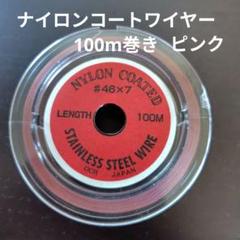 ナイロンコートワイヤー
100m巻き ピンク
NYLON COATED
#46×7
LENGTH 100M
STAINLESS STEEL WIRE
JAPAN